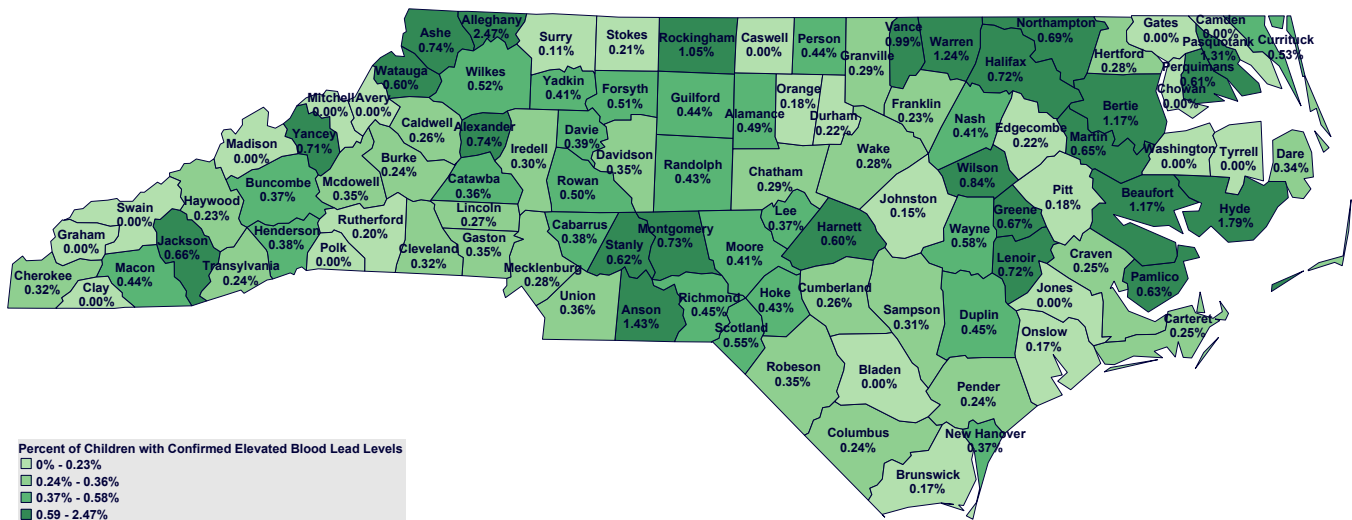 Ashe
0.74%
Alleghany
2.47%
Surry
0.11%
Stokes
0.21%
Rockingham
1.05%
Caswell
0.00%
Person
0.44%
Granville
0.29%
Vance
0.99%
Warren
1.24%
Northampton
0.69%
Halifax
0.72%
Hertford
0.28%
Gates
0.00%
Camden
0.00%
Pasquotank
1.31%
Currituck
0.53%
Perquimans
0.61%
Chowan
0.00%
Watauga
0.60%
Wilkes
0.52%
Yadkin
0.41%
Forsyth
0.51%
Guilford
0.44%
Alamance
0.49%
Orange
0.18%
Durham
0.22%
Franklin
0.23%
Nash
0.41%
Edgecombe
0.22%
Bertie
1.17%
Martin
0.65%
Washington
0.00%
Tyrrell
0.00%
Dare
0.34%
Mitchell
0.00%
Avery
0.00%
Yancey
0.71%
Caldwell
0.26%
Alexander
0.74%
Iredell
0.30%
Davie
0.39%
Davidson
0.35%
Randolph
0.43%
Chatham
0.29%
Wake
0.28%
Wilson
0.84%
Pitt
0.18%
Beaufort
1.17%
Hyde
1.79%
Madison
0.00%
Buncombe
0.37%
Mcdowell
0.35%
Burke
0.24%
Catawba
0.36%
Rowan
0.50%
Lincoln
0.27%
Gaston
0.35%
Cabarrus
0.38%
Stanly
0.62%
Montgomery
0.73%
Moore
0.41%
Lee
0.37%
Harnett
0.60%
Johnston
0.15%
Wayne
0.58%
Greene
0.67%
Lenoir
0.72%
Craven
0.25%
Pamlico
0.63%
Swain
0.00%
Haywood
0.23%
Graham
0.00%
Jackson
0.66%
Henderson
0.38%
Rutherford
0.20%
Polk
0.00%
Cleveland
0.32%
Mecklenburg
0.28%
Cherokee
0.32%
Clay
0.00%
Macon
0.44%
Transylvania
0.24%
Union
0.36%
Anson
1.43%
Richmond
0.45%
Scotland
0.55%
Hoke
0.43%
Cumberland
0.26%
Sampson
0.31%
Duplin
0.45%
Jones
0.00%
Onslow
0.17%
Carteret
0.25%
Robeson
0.35%
Bladen
0.00%
Pender
0.24%
Columbus
0.24%
New Hanover
0.37%
Brunswick
0.17%
Percent of Children with Confirmed Elevated Blood Lead Levels
0% - 0.23%
0.24% - 0.36%
0.37% - 0.58%
0.59 - 2.47%